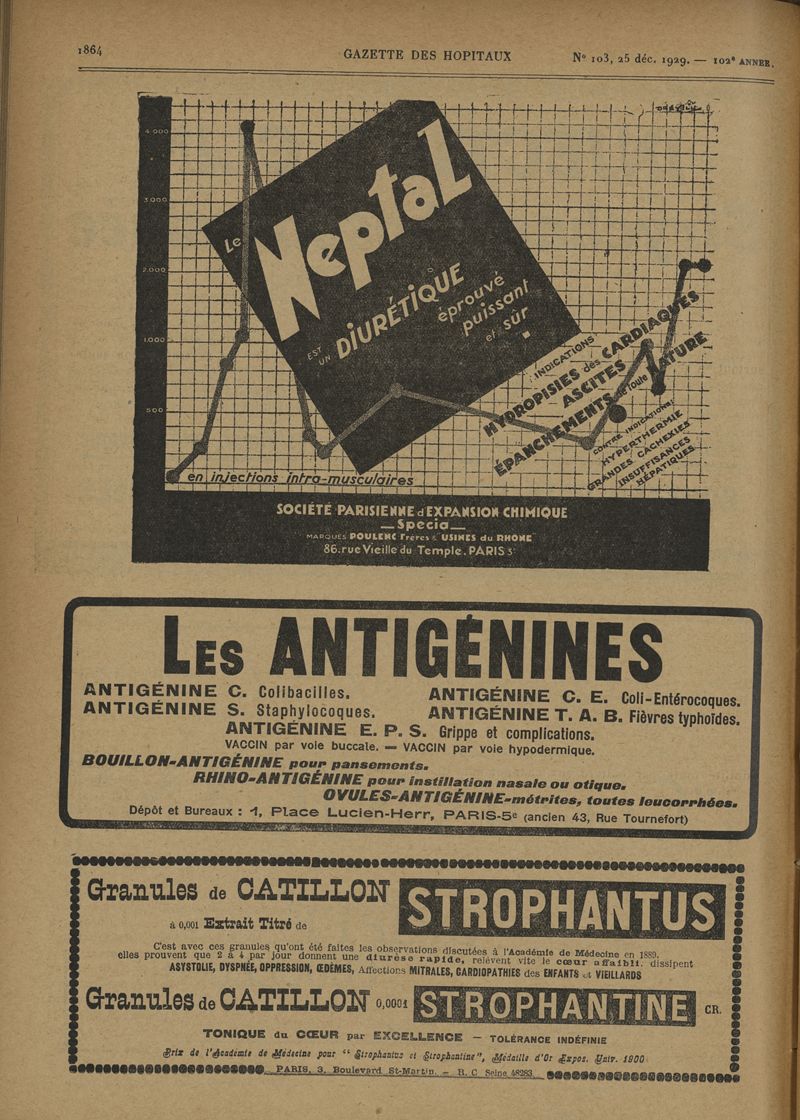 1864
GAZETTE DES HOPITAUX
N° 103, 25 déc. 1929. — 102e ANNÉE.
4.000
3.000
2.000
1.000
500
Le
Neptal
EST UN
DIURÉTIQUE
éprouvé
puissant
et sûr
INDICATIONS
HYDROPISIES des CARDIAQUES
ASCITES
ÉPANCHEMENTS de toute NATURE
CONTRE INDICATIONS:
HYPERTHERMIE
GRANDES CACHEXIES
INSUFFISANCES
HÉPATIQUES
en injections intra-musculaires
SOCIÉTÉ PARISIENNE d'EXPANSION CHIMIQUE
— Specia —
MARQUES POULENC Frères & USINES du RHONE
86, rue Vieille du Temple. PARIS 3e
LES ANTIGÉNINES
ANTIGÉNINE C. Colibacilles.
ANTIGÉNINE C. E. Coli-Entérocoques.
ANTIGÉNINE S. Staphylocoques.
ANTIGÉNINE T. A. B. Fièvres typhoïdes.
ANTIGÉNINE E. P. S. Grippe et complications.
VACCIN par voie buccale. — VACCIN par voie hypodermique.
BOUILLON-ANTIGÉNINE pour pansements.
RHINO-ANTIGÉNINE pour instillation nasale ou otique.
OVULES-ANTIGÉNINE-métrites, toutes leucorrhées.
Dépôt et Bureaux : 1, Place Lucien-Herr, PARIS-5e (ancien 43, Rue Tournefort)
Granules de CATILLON
à 0,001 Extrait Titré de
STROPHANTUS
C'est avec ces granules qu'ont été faites les observations discutées à l'Académie de Médecine en 1889.
elles prouvent que 2 à 4 par jour donnent une diurèse rapide, relèvent vite le cœur affaibli, dissipent
ASYSTOLIE, DYSPNÉE, OPPRESSION, ŒDÈMES, Affections MITRALES, CARDIOPATHIES des ENFANTS et VIEILLARDS
Granules de CATILLON 0,0001 STROPHANTINE CR.
TONIQUE du CŒUR par EXCELLENCE — TOLÉRANCE INDÉFINIE
Prix de l'Académie de Médecine pour "Strophantus et Strophantine", Médaille d'Or Expos. Univ. 1900
PARIS, 3, Boulevard St-Martin. — R. C. Seine 48283